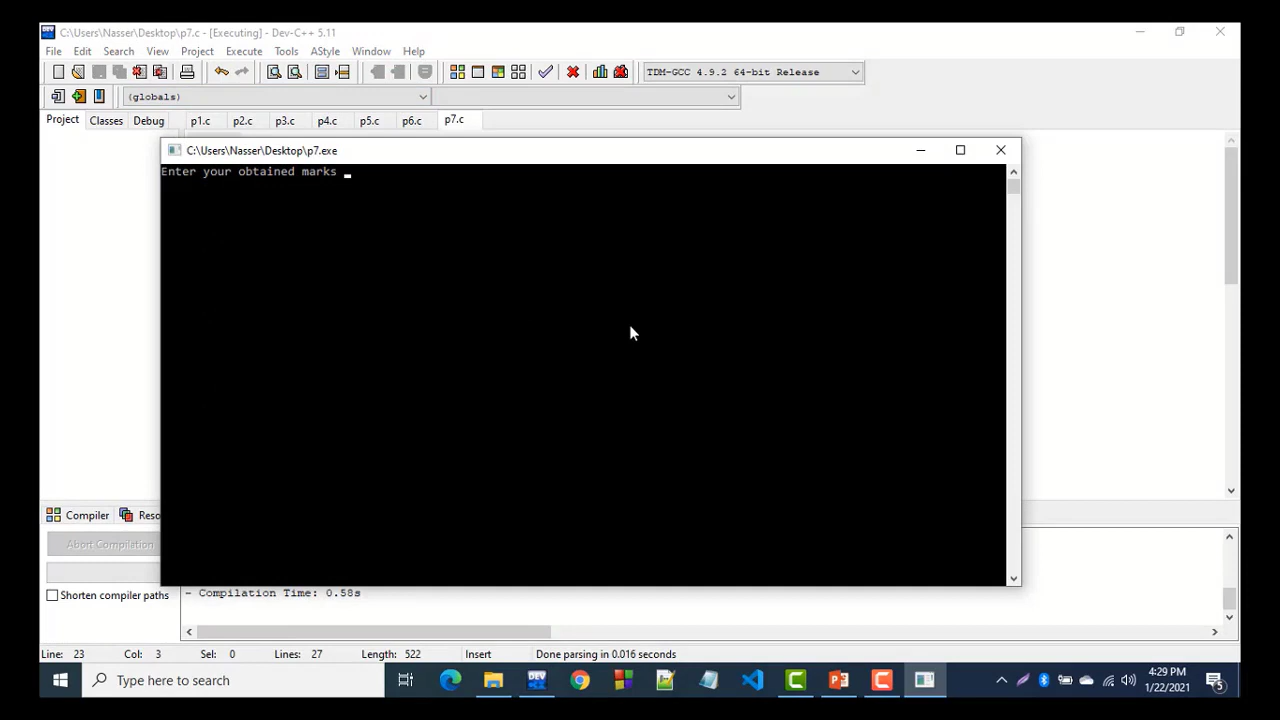 C:\Users\Nasser\Desktop\p7.c - [Executing] - Dev-C++ 5.11
File Edit Search View Project Execute Tools AStyle Window Help
TDM-GCC 4.9.2 64-bit Release
(globals)
Project Classes Debug p1.c p2.c p3.c p4.c p5.c p6.c p7.c
C:\Users\Nasser\Desktop\p7.exe
Enter your obtained marks
Compiler Reso
Abort Compilation
Shorten compiler paths
- Compilation Time: 0.58s
Line: 23 Col: 3 Sel: 0 Lines: 27 Length: 522 Insert Done parsing in 0.016 seconds
Type here to search
DEV
4:29 PM
1/22/2021
5